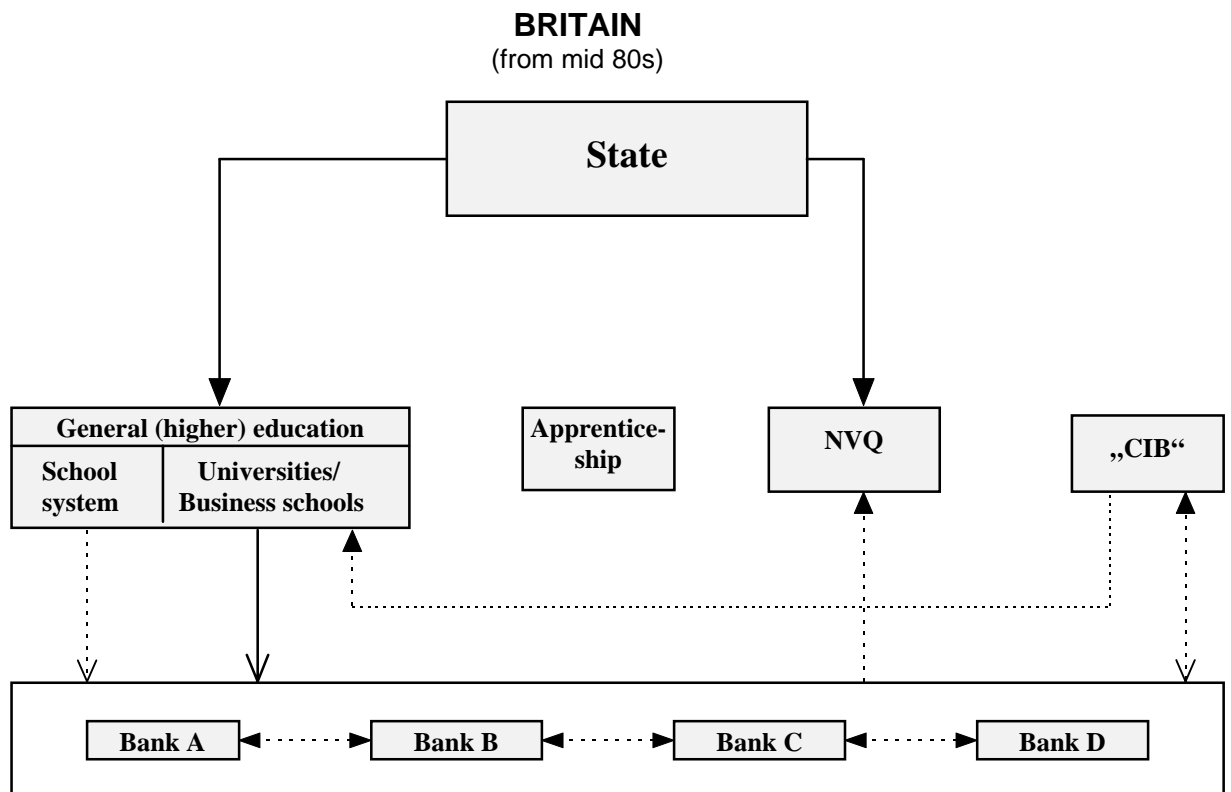 BRITAIN
(from mid 80s)
State
General (higher) education
School
system
Universities/
Business schools
Apprentice-
ship
NVQ
„CIB“
Bank A
Bank B
Bank C
Bank D